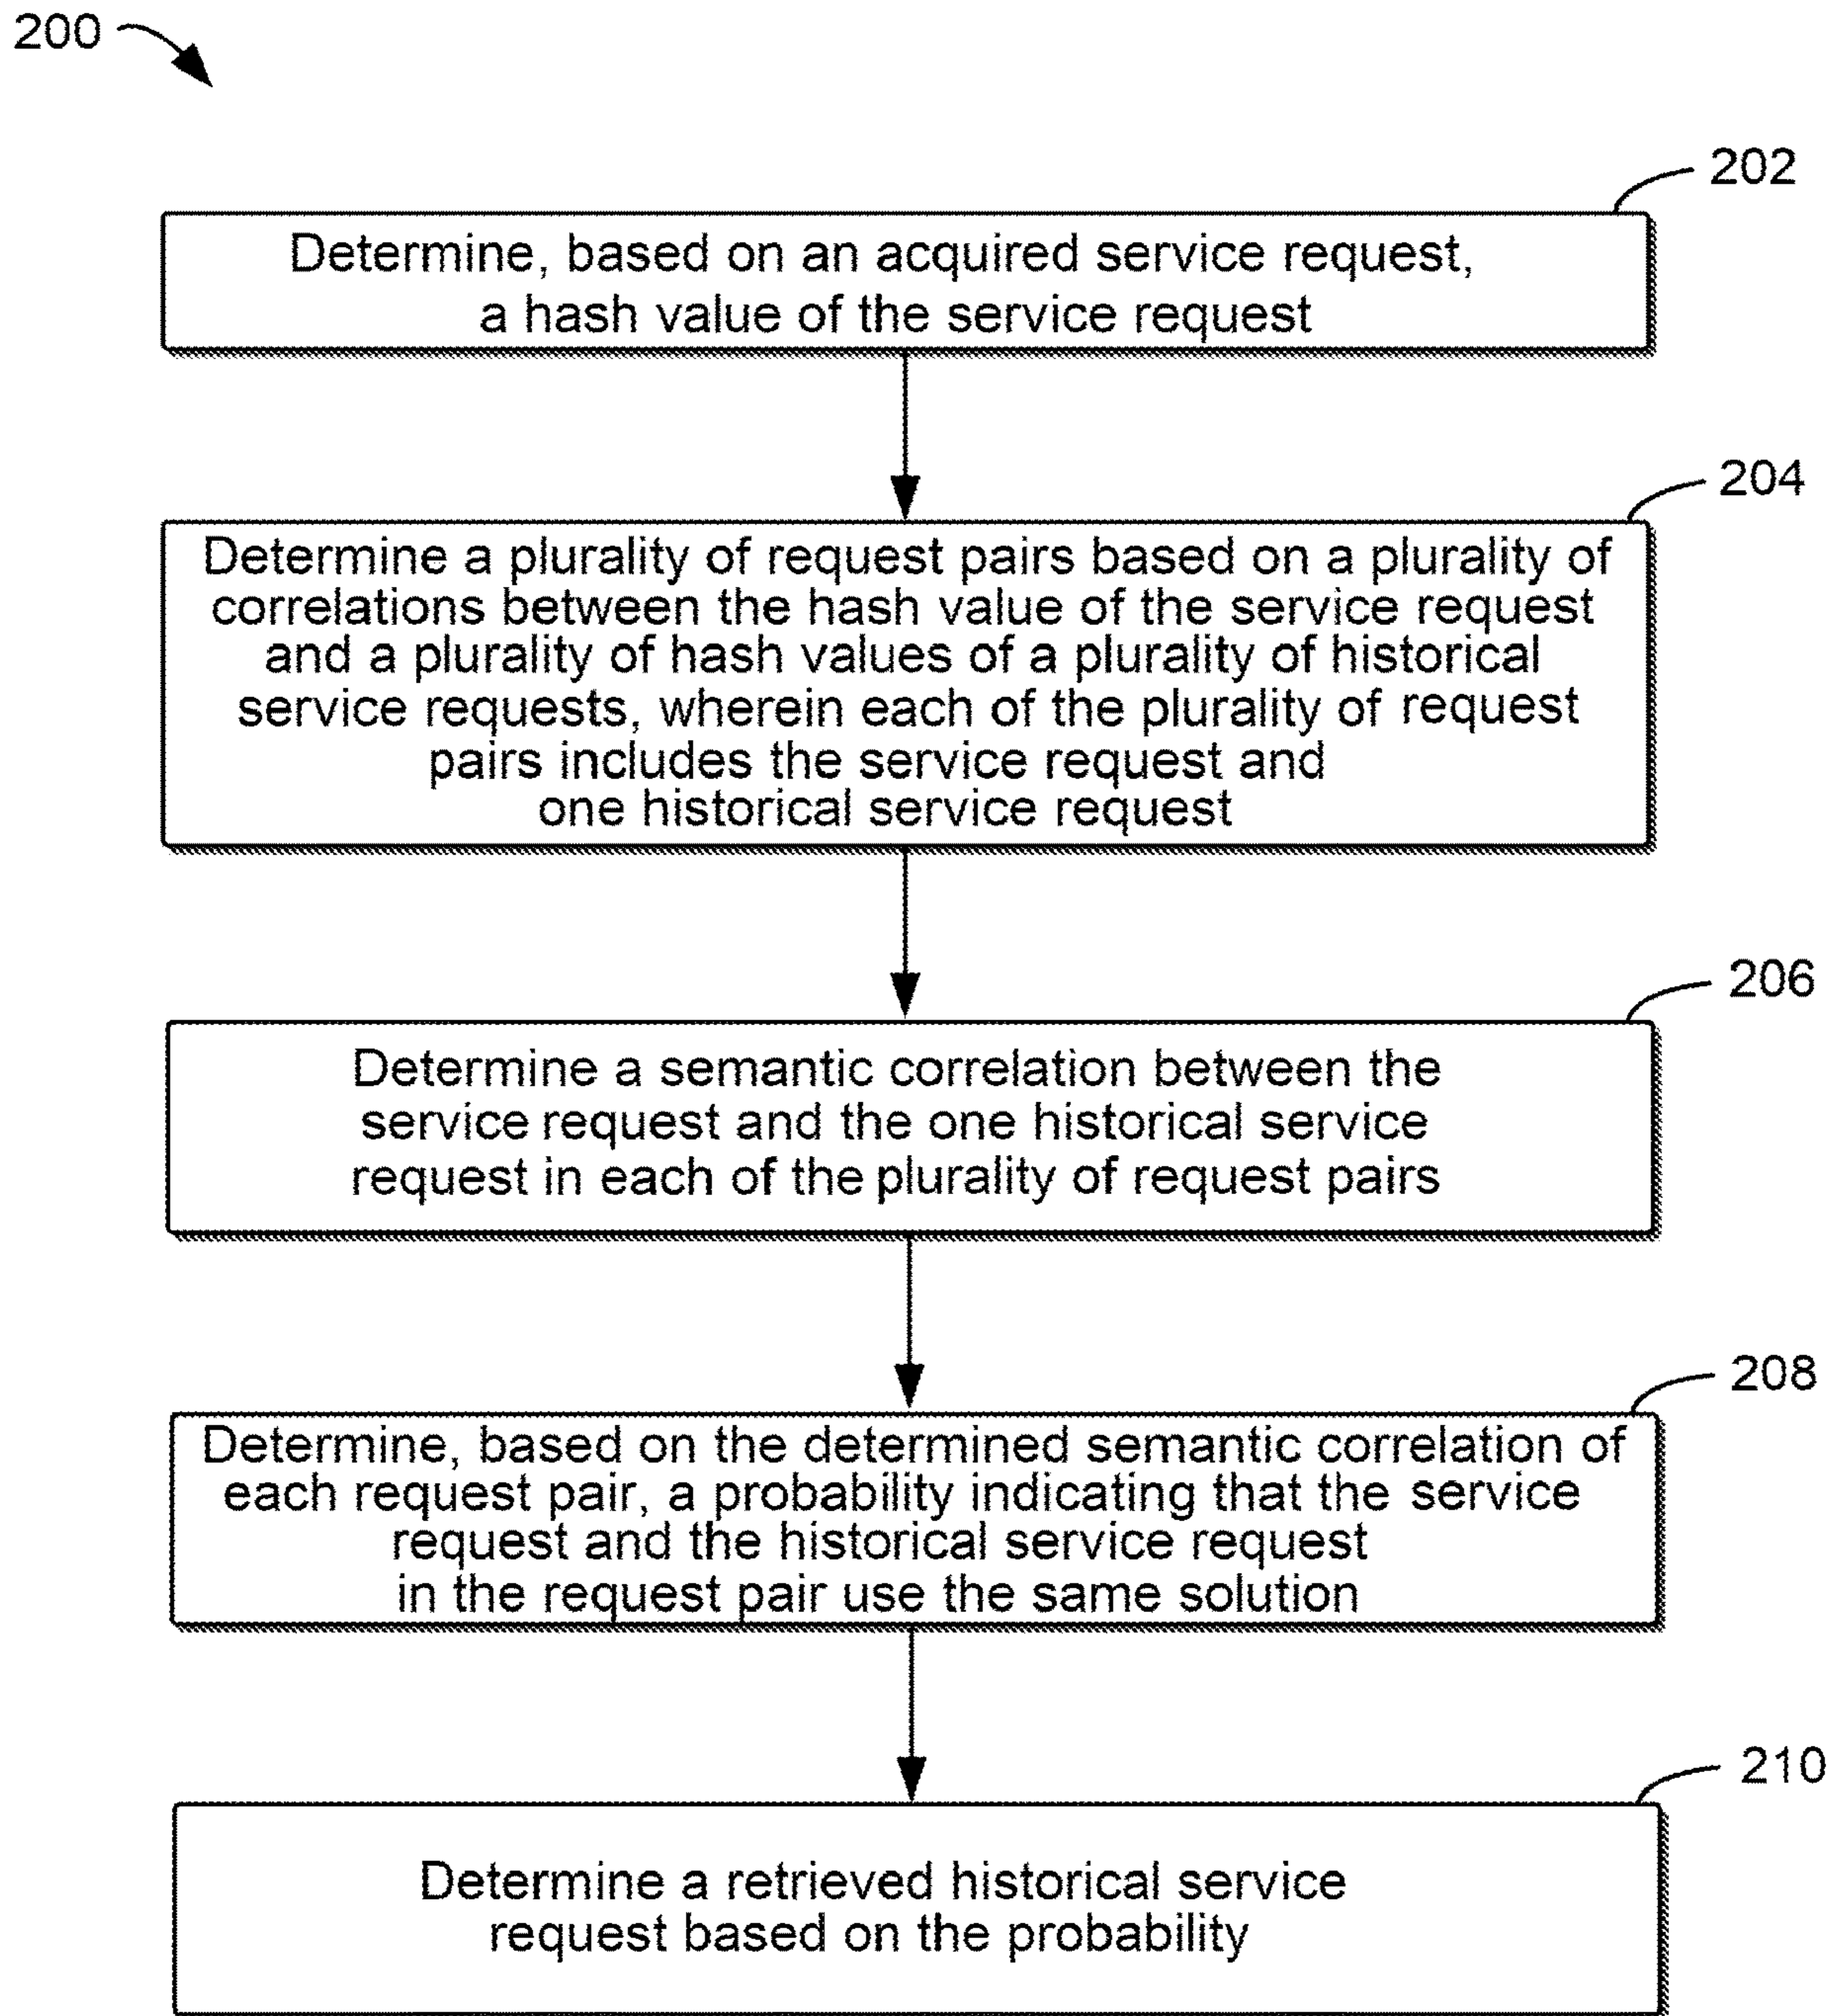 200
202
Determine, based on an acquired service request,
a hash value of the service request
204
Determine a plurality of request pairs based on a plurality of
correlations between the hash value of the service request
and a plurality of hash values of a plurality of historical
service requests, wherein each of the plurality of request
pairs includes the service request and
one historical service request
206
Determine a semantic correlation between the
service request and the one historical service
request in each of the plurality of request pairs
208
Determine, based on the determined semantic correlation of
each request pair, a probability indicating that the service
request and the historical service request
in the request pair use the same solution
210
Determine a retrieved historical service
request based on the probability